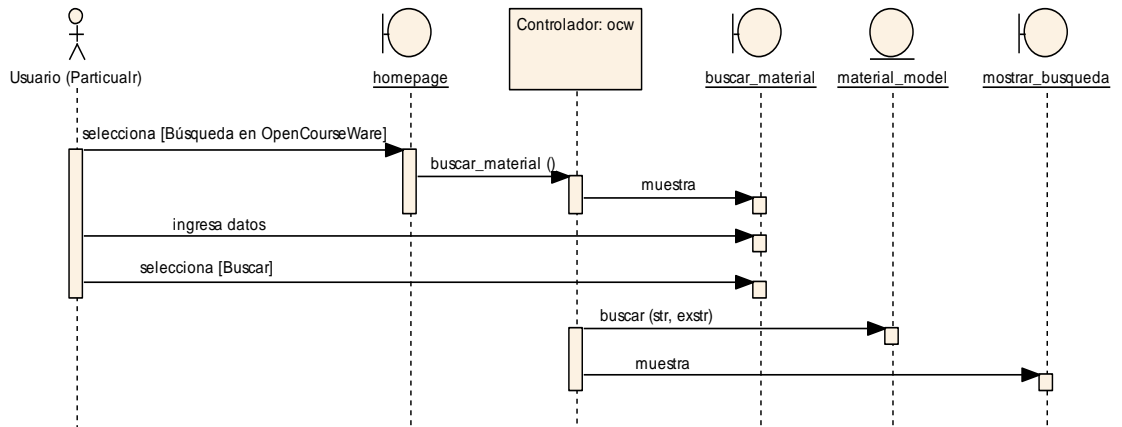 Controlador: ocw
Usuario (Particualr)
homepage
buscar_material
material_model
mostrar_busqueda
selecciona [Búsqueda en OpenCourseWare]
buscar_material ()
muestra
ingresa datos
selecciona [Buscar]
buscar (str, exstr)
muestra